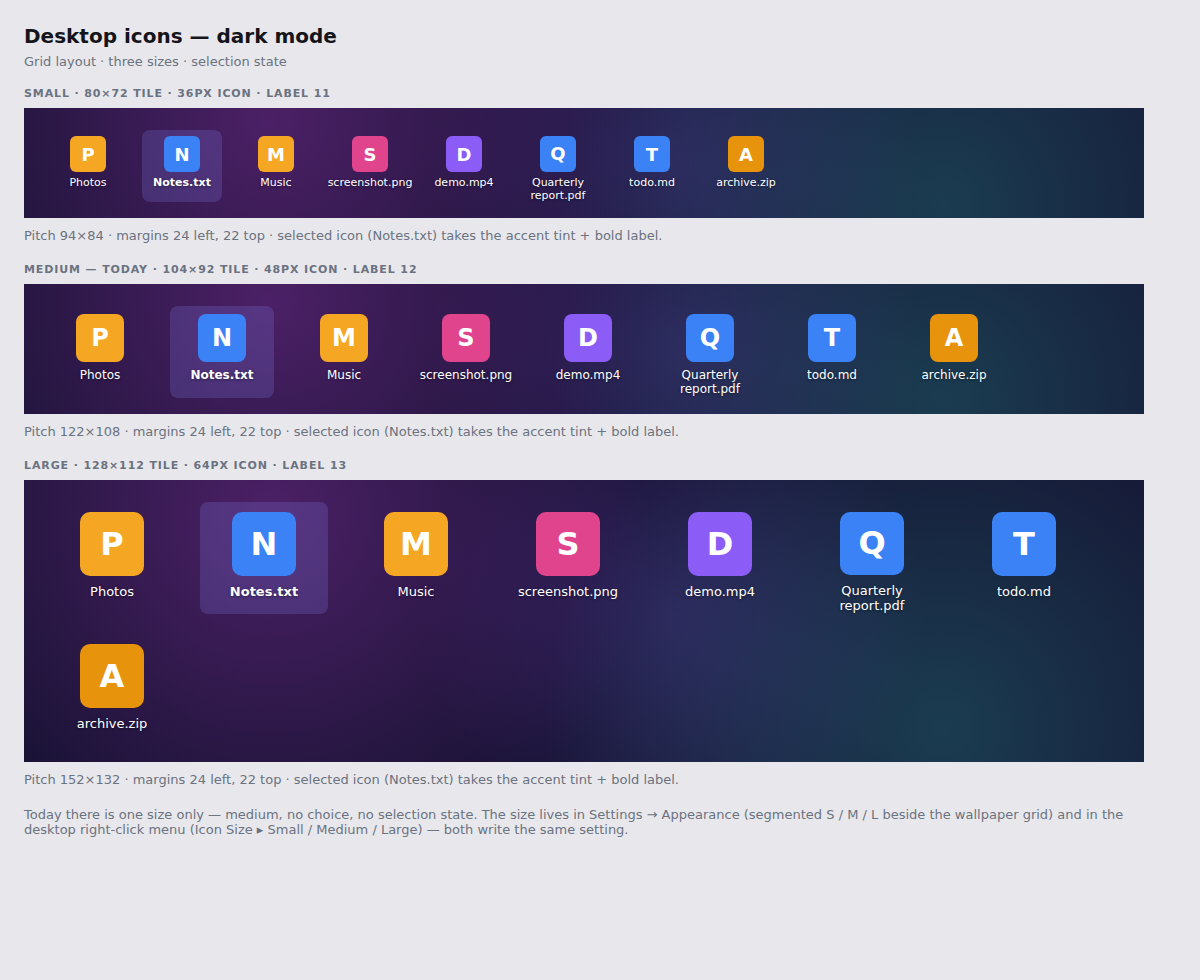 Desktop icons — dark mode
Grid layout · three sizes · selection state
SMALL · 80×72 TILE · 36PX ICON · LABEL 11
P N M S D Q T A
Photos Notes.txt Music screenshot.png demo.mp4 Quarterly todo.md archive.zip
report.pdf
Pitch 94×84 · margins 24 left, 22 top · selected icon (Notes.txt) takes the accent tint + bold label.
MEDIUM — TODAY · 104×92 TILE · 48PX ICON · LABEL 12
P N M S D Q T A
Photos Notes.txt Music screenshot.png demo.mp4 Quarterly todo.md archive.zip
report.pdf
Pitch 122×108 · margins 24 left, 22 top · selected icon (Notes.txt) takes the accent tint + bold label.
LARGE · 128×112 TILE · 64PX ICON · LABEL 13
P N M S D Q T
Photos Notes.txt Music screenshot.png demo.mp4 Quarterly todo.md
report.pdf
A
archive.zip
Pitch 152×132 · margins 24 left, 22 top · selected icon (Notes.txt) takes the accent tint + bold label.
Today there is one size only — medium, no choice, no selection state. The size lives in Settings → Appearance (segmented S / M / L beside the wallpaper grid) and in the
desktop right-click menu (Icon Size ▸ Small / Medium / Large) — both write the same setting.